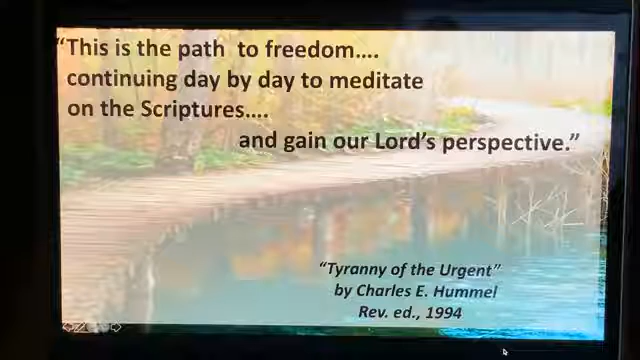 “This is the path to freedom....
continuing day by day to meditate
on the Scriptures....
and gain our Lord’s perspective.”
“Tyranny of the Urgent”
by Charles E. Hummel
Rev. ed., 1994